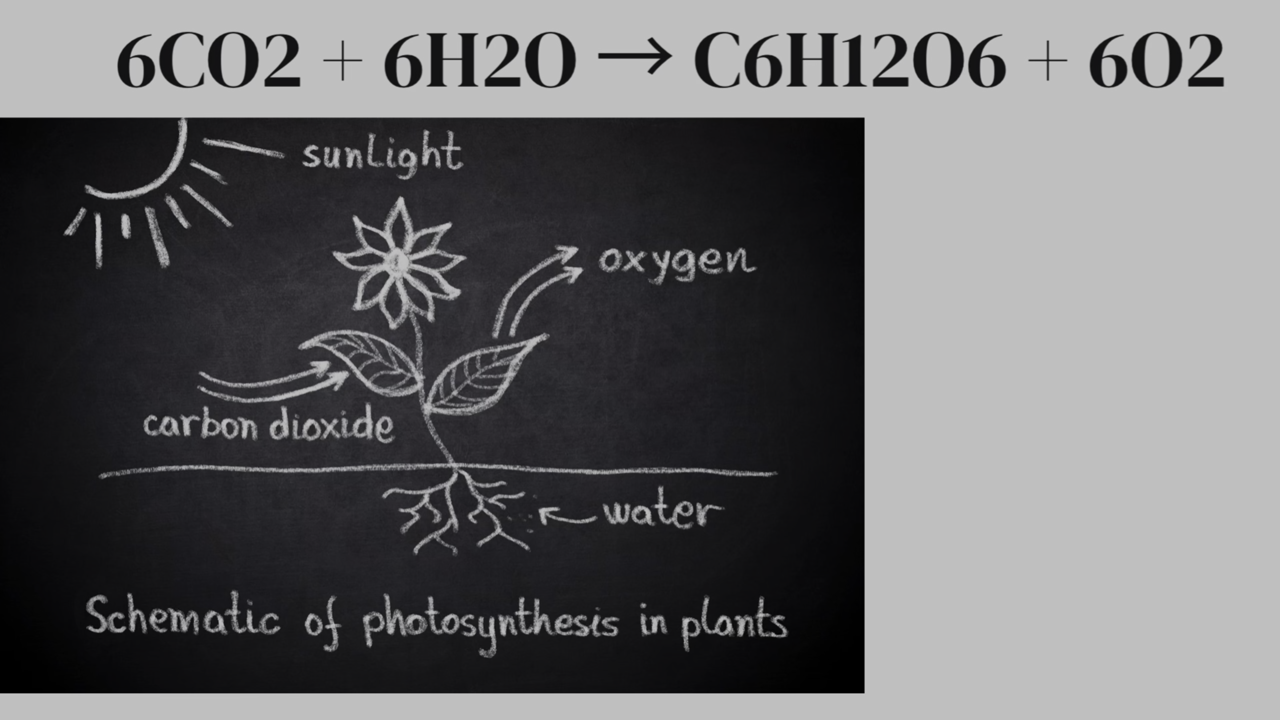 6CO2 + 6H2O → C6H12O6 + 6O2
sunlight
oxygen
carbon dioxide
water
Schematic of photosynthesis in plants